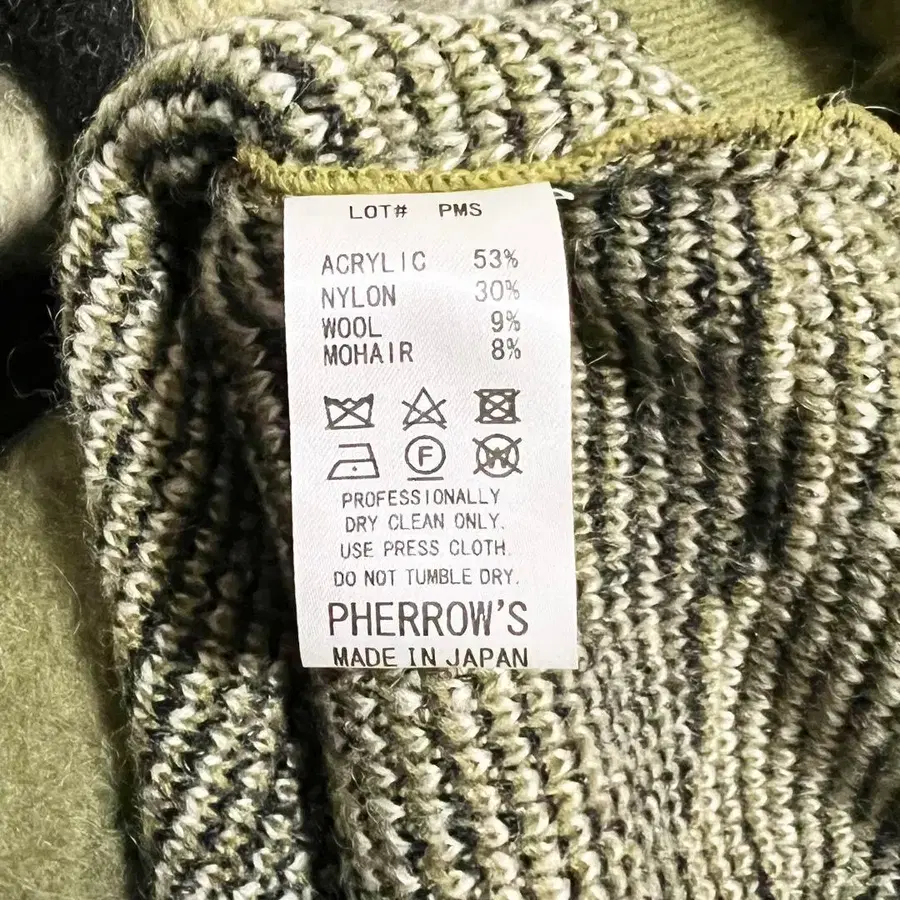 LOT# PMS
ACRYLIC 53%
NYLON 30%
WOOL 9%
MOHAIR 8%
F W
PROFESSIONALLY
DRY CLEAN ONLY.
USE PRESS CLOTH.
DO NOT TUMBLE DRY.
PHERROW'S
MADE IN JAPAN